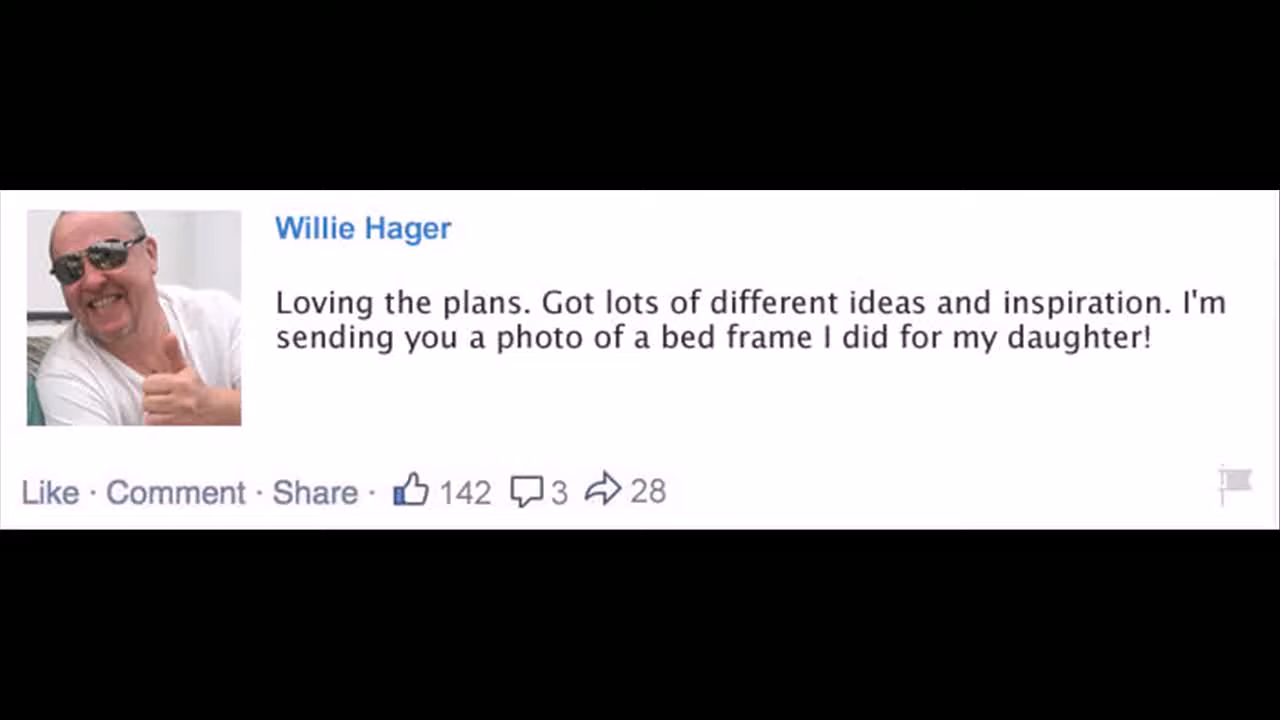 Willie Hager
Loving the plans. Got lots of different ideas and inspiration. I'm
sending you a photo of a bed frame I did for my daughter!
Like · Comment · Share · 142 3 28